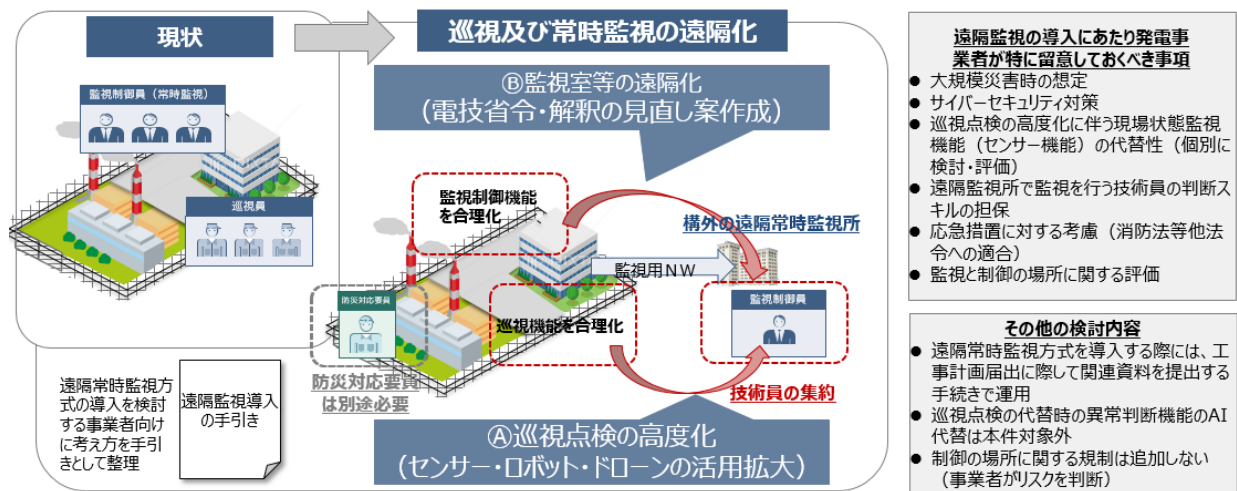 現状
監視制御員（常時監視）
巡視員
遠隔常時監視方
式の導入を検討
する事業者向け
に考え方を手引
きとして整理
遠隔監視導入
の手引き
巡視及び常時監視の遠隔化
Ⓑ監視室等の遠隔化
（電技省令・解釈の見直し案作成）
監視制御機能
を合理化
構外の遠隔常時監視所
監視用NW
監視制御員
防災対応要員
巡視機能を合理化
防災対応要員
は別途必要
技術員の集約
Ⓐ巡視点検の高度化
（センサー・ロボット・ドローンの活用拡大）
遠隔監視の導入にあたり発電事
業者が特に留意しておくべき事項
● 大規模災害時の想定
● サイバーセキュリティ対策
● 巡視点検の高度化に伴う現場状態監視
機能（センサー機能）の代替性（個別に
検討・評価）
● 遠隔監視所で監視を行う技術員の判断ス
キルの担保
● 応急措置に対する考慮（消防法等他法
令への適合）
● 監視と制御の場所に関する評価
その他の検討内容
● 遠隔常時監視方式を導入する際には、工
事計画届出に際して関連資料を提出する
手続きで運用
● 巡視点検の代替時の異常判断機能のAI
代替は本件対象外
● 制御の場所に関する規制は追加しない
（事業者がリスクを判断）